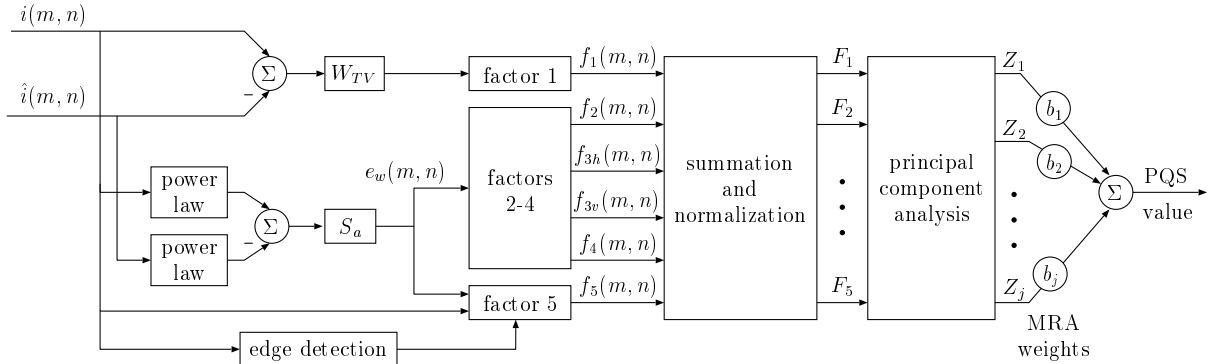 i(m, n)
î(m, n)
Σ
−
W_TV
factor 1
f_1(m, n)
f_2(m, n)
f_3h(m, n)
f_3v(m, n)
f_4(m, n)
f_5(m, n)
power
law
power
law
Σ
−
S_a
e_w(m, n)
factors
2-4
factor 5
edge detection
summation
and
normalization
F_1
F_2
F_5
principal
component
analysis
Z_1
Z_2
Z_j
b_1
b_2
b_j
MRA
weights
Σ
PQS
value